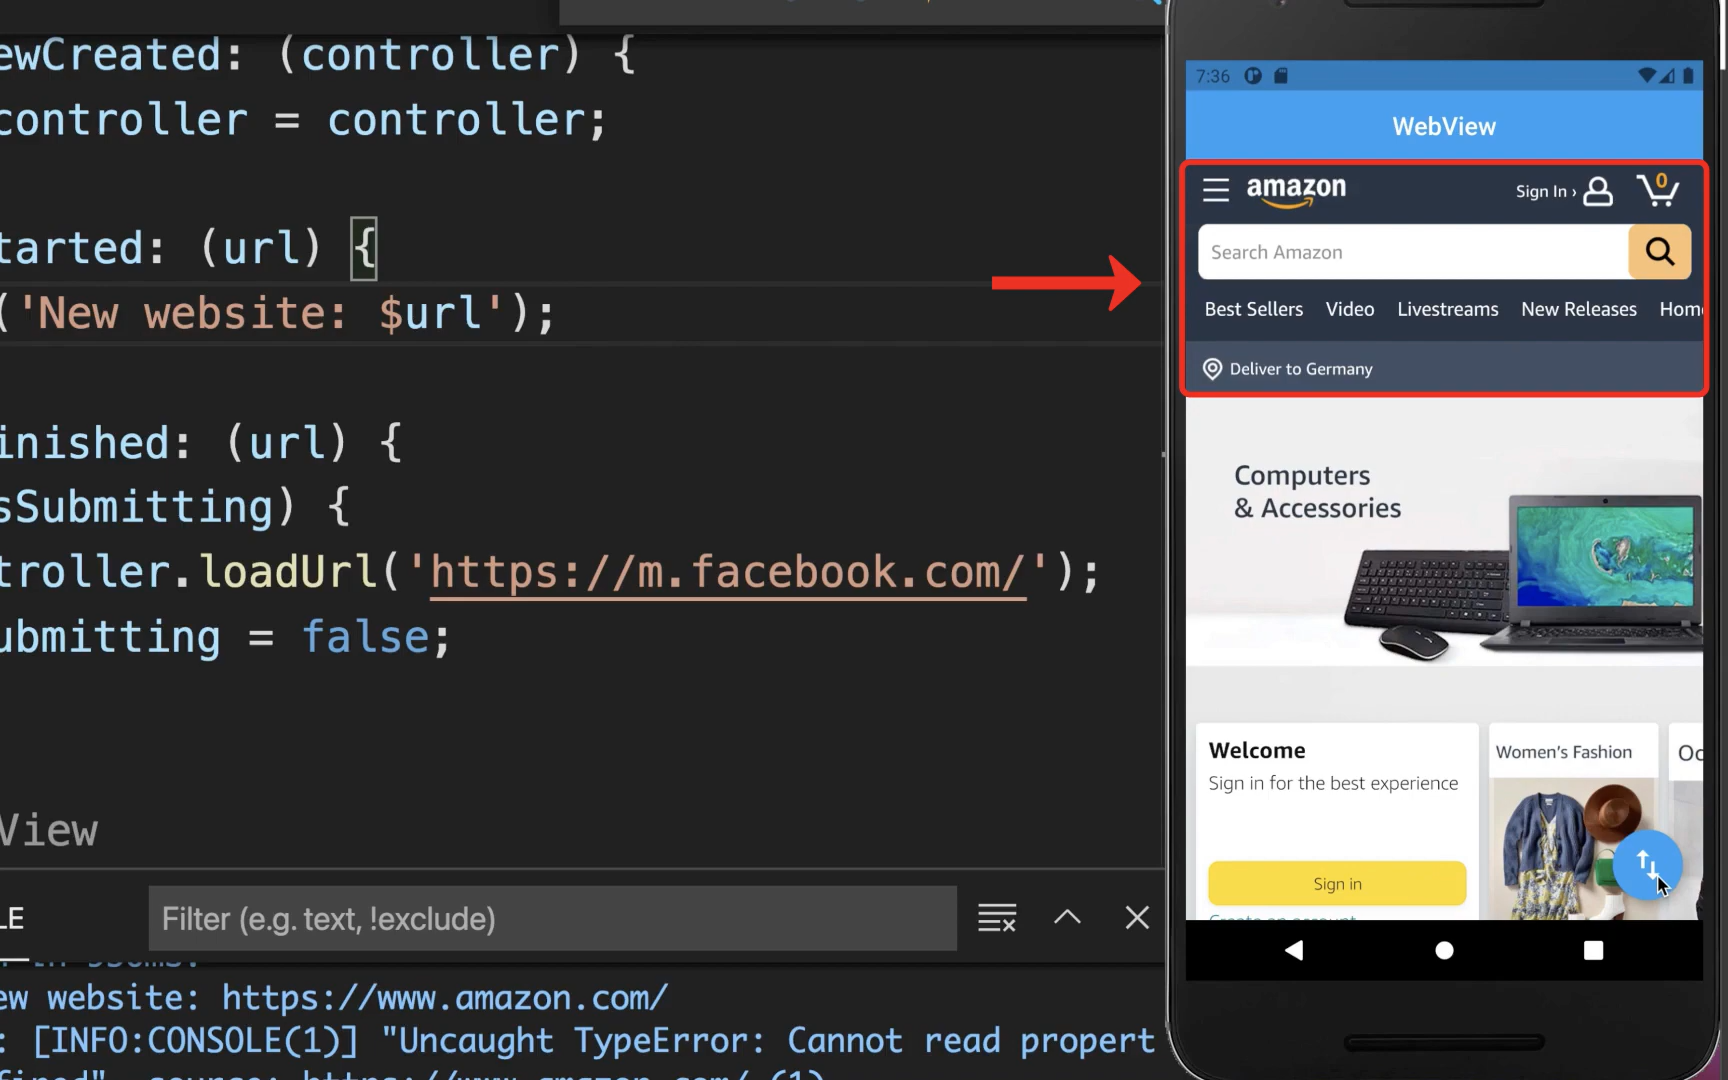 ewCreated: (controller) {
controller = controller;
tarted: (url) {
('New website: $url');
inished: (url) {
sSubmitting) {
troller.loadUrl('https://m.facebook.com/');
ubmitting = false;
View
LE
Filter (e.g. text, !exclude)
ew website: https://www.amazon.com/
: [INFO:CONSOLE(1)] "Uncaught TypeError: Cannot read propert
7:36
WebView
amazon
Sign In ›
0
Search Amazon
Best Sellers Video Livestreams New Releases Home
Deliver to Germany
Computers
& Accessories
Welcome
Sign in for the best experience
Sign in
Women's Fashion
Oc